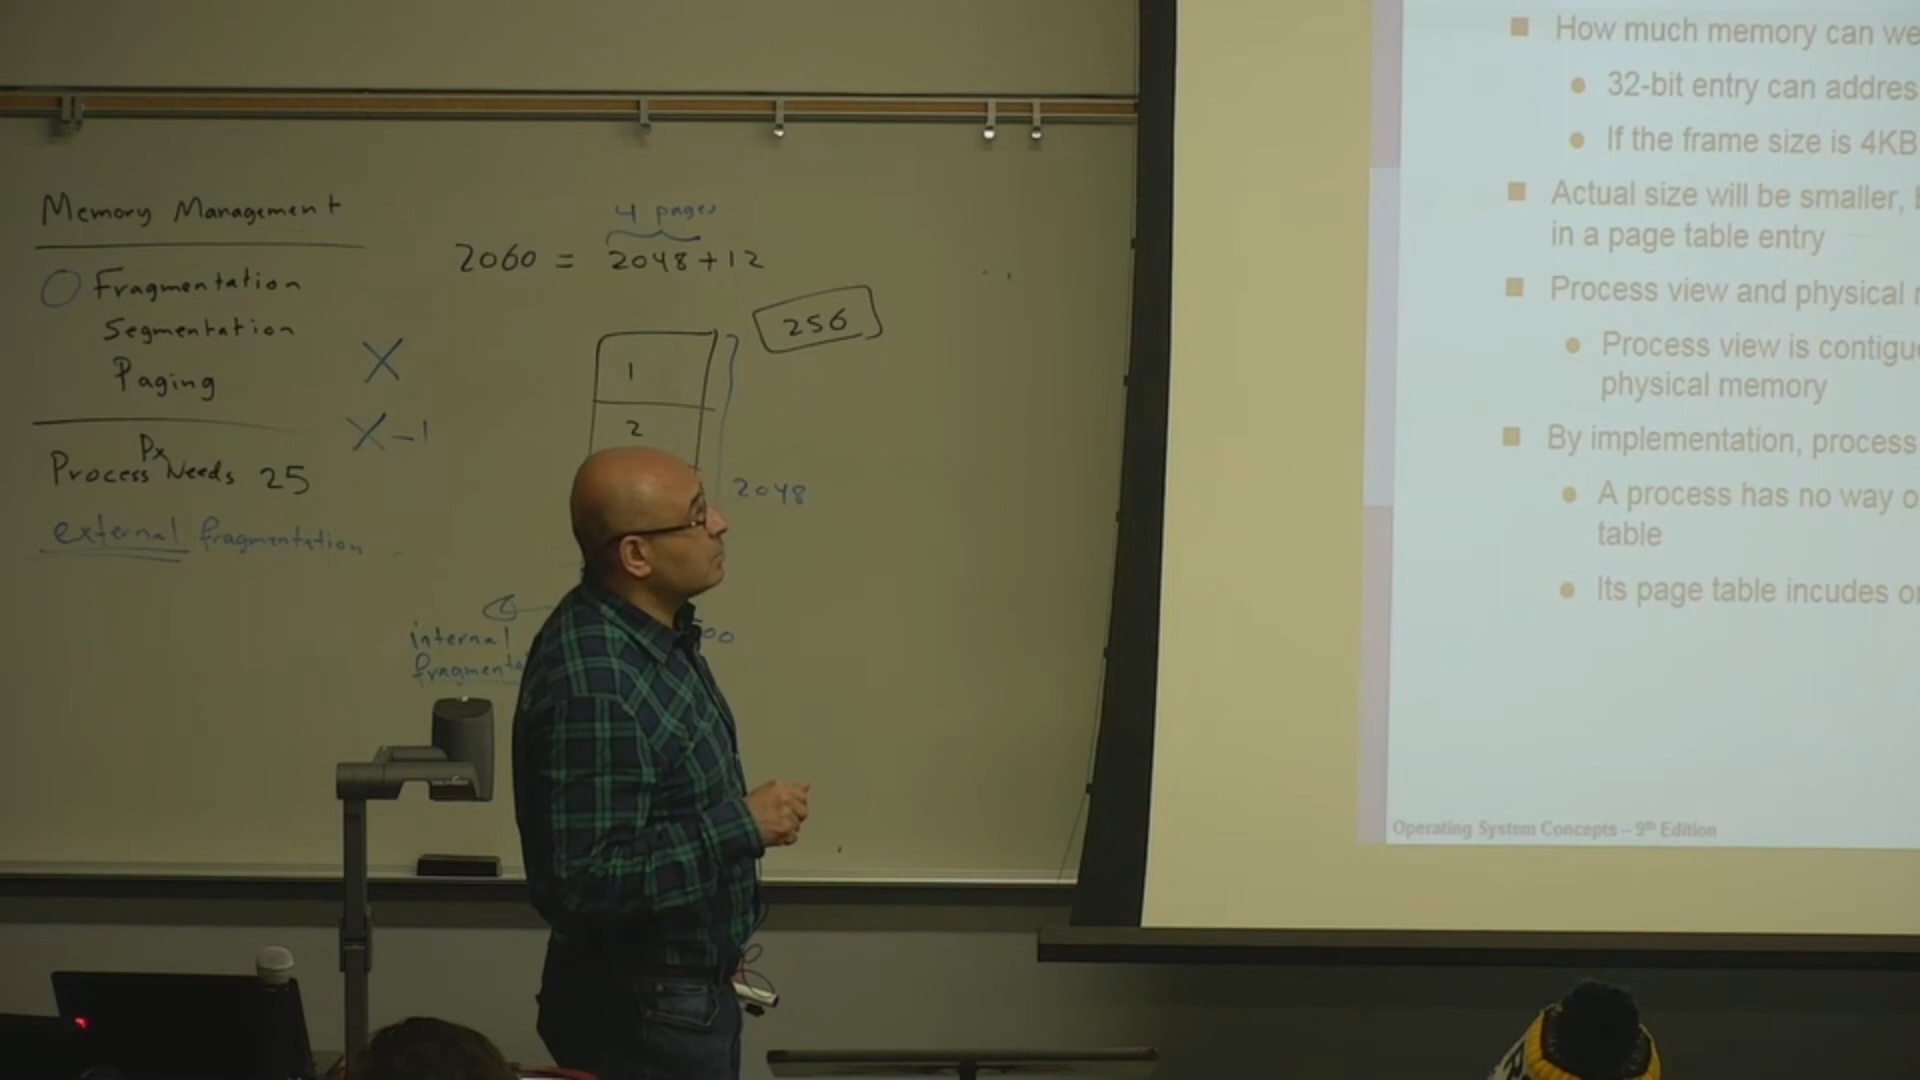 Memory Management
Fragmentation
Segmentation
Paging
X
X-1
Px
Process Needs 25
external fragmentation
4 pages
2060 = 2048+12
256
1
2
2048
internal
00
How much memory can we
32-bit entry can addres
If the frame size is 4KB
Actual size will be smaller,
in a page table entry
Process view and physical
Process view is contigu
physical memory
By implementation, process
A process has no way o
table
Its page table incudes o
Operating System Concepts – 9th Edition